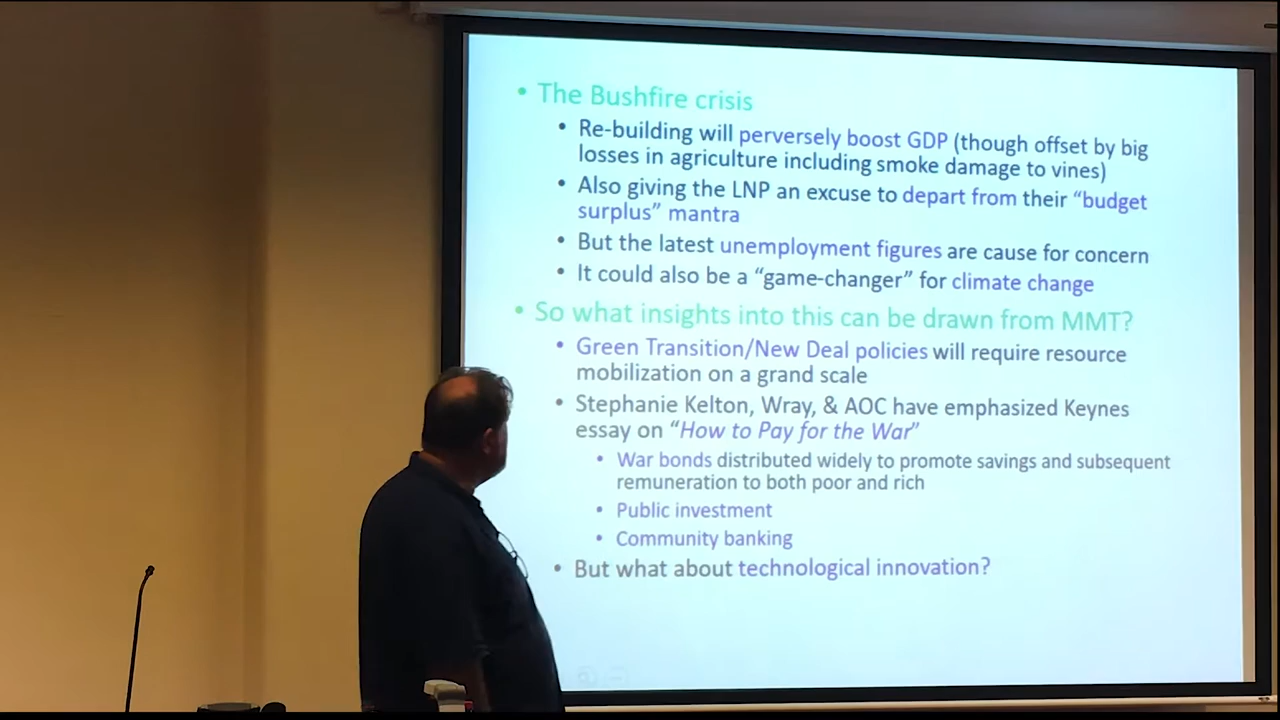 • The Bushfire crisis
• Re-building will perversely boost GDP (though offset by big
losses in agriculture including smoke damage to vines)
• Also giving the LNP an excuse to depart from their “budget
surplus” mantra
• But the latest unemployment figures are cause for concern
• It could also be a “game-changer” for climate change
• So what insights into this can be drawn from MMT?
• Green Transition/New Deal policies will require resource
mobilization on a grand scale
• Stephanie Kelton, Wray, & AOC have emphasized Keynes
essay on “How to Pay for the War”
• War bonds distributed widely to promote savings and subsequent
remuneration to both poor and rich
• Public investment
• Community banking
• But what about technological innovation?